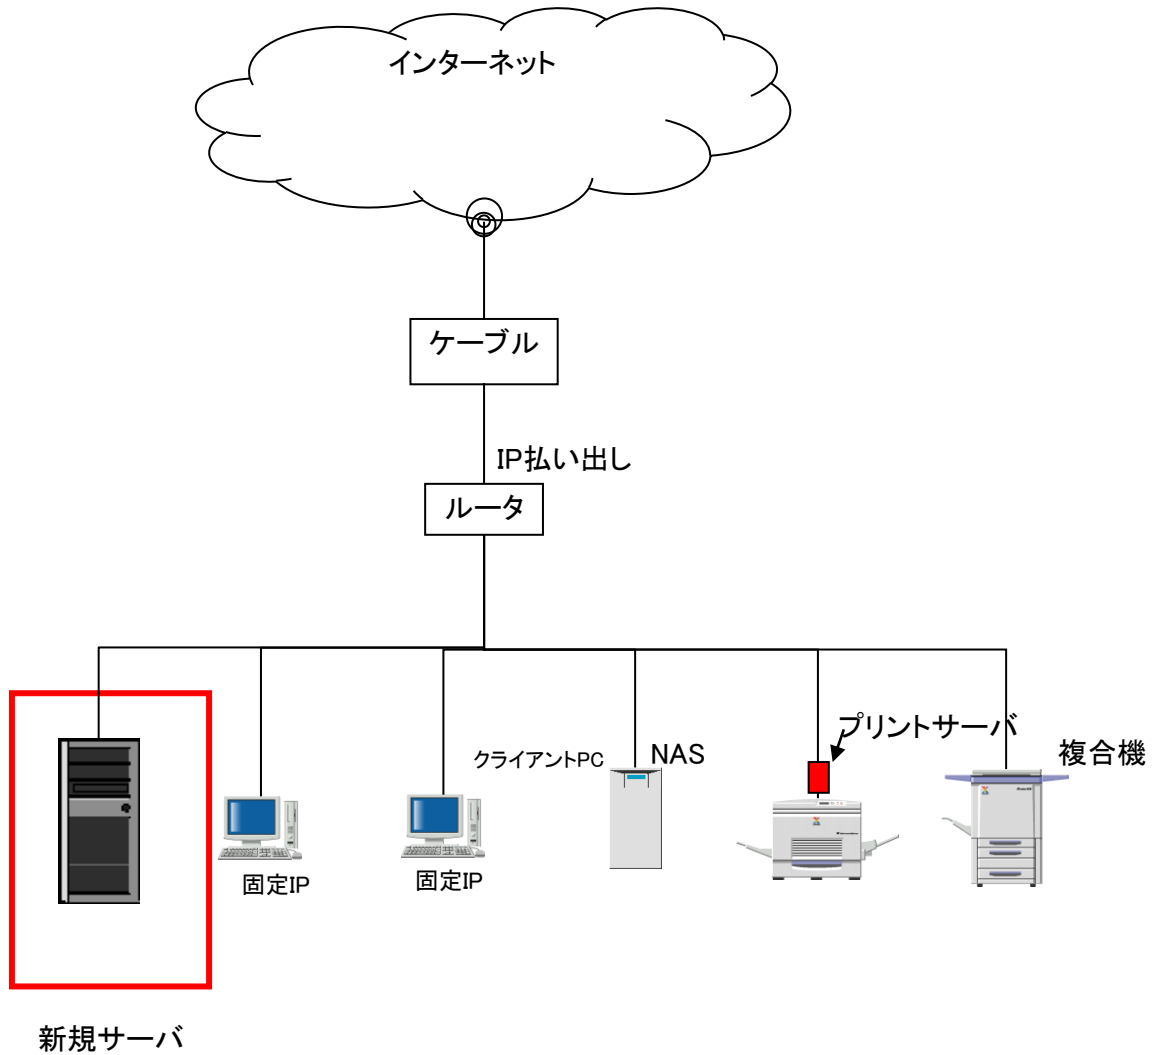 インターネット
ケーブル
IP払い出し
ルータ
プリントサーバ
複合機
クライアントPC
NAS
固定IP
固定IP
新規サーバ